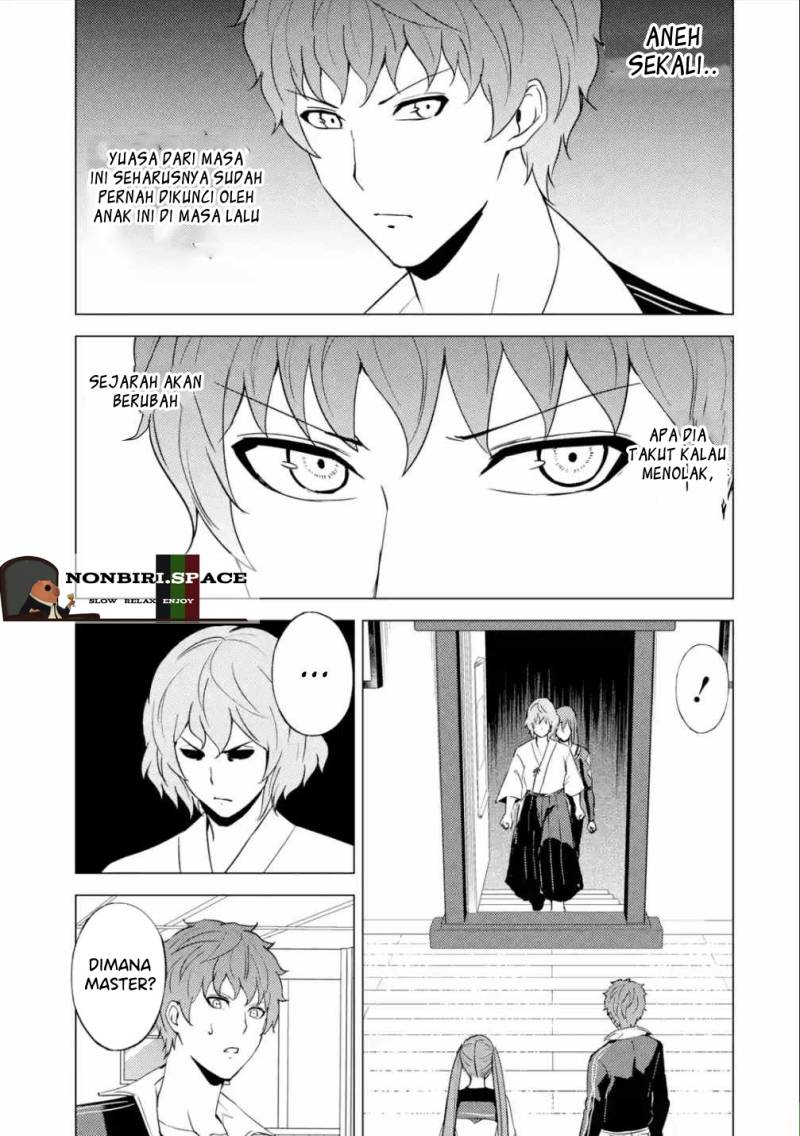 ANEH
SEKALI..
YUASA DARI MASA
INI SEHARUSNYA SUDAH
PERNAH DIKUNCI OLEH
ANAK INI DI MASA LALU
APA DIA
TAKUT KALAU
MENOLAK,
SEJARAH AKAN
BERUBAH
NONBIRI.SPACE
SLOW RELAX ENJOY
!
...
DIMANA
MASTER?